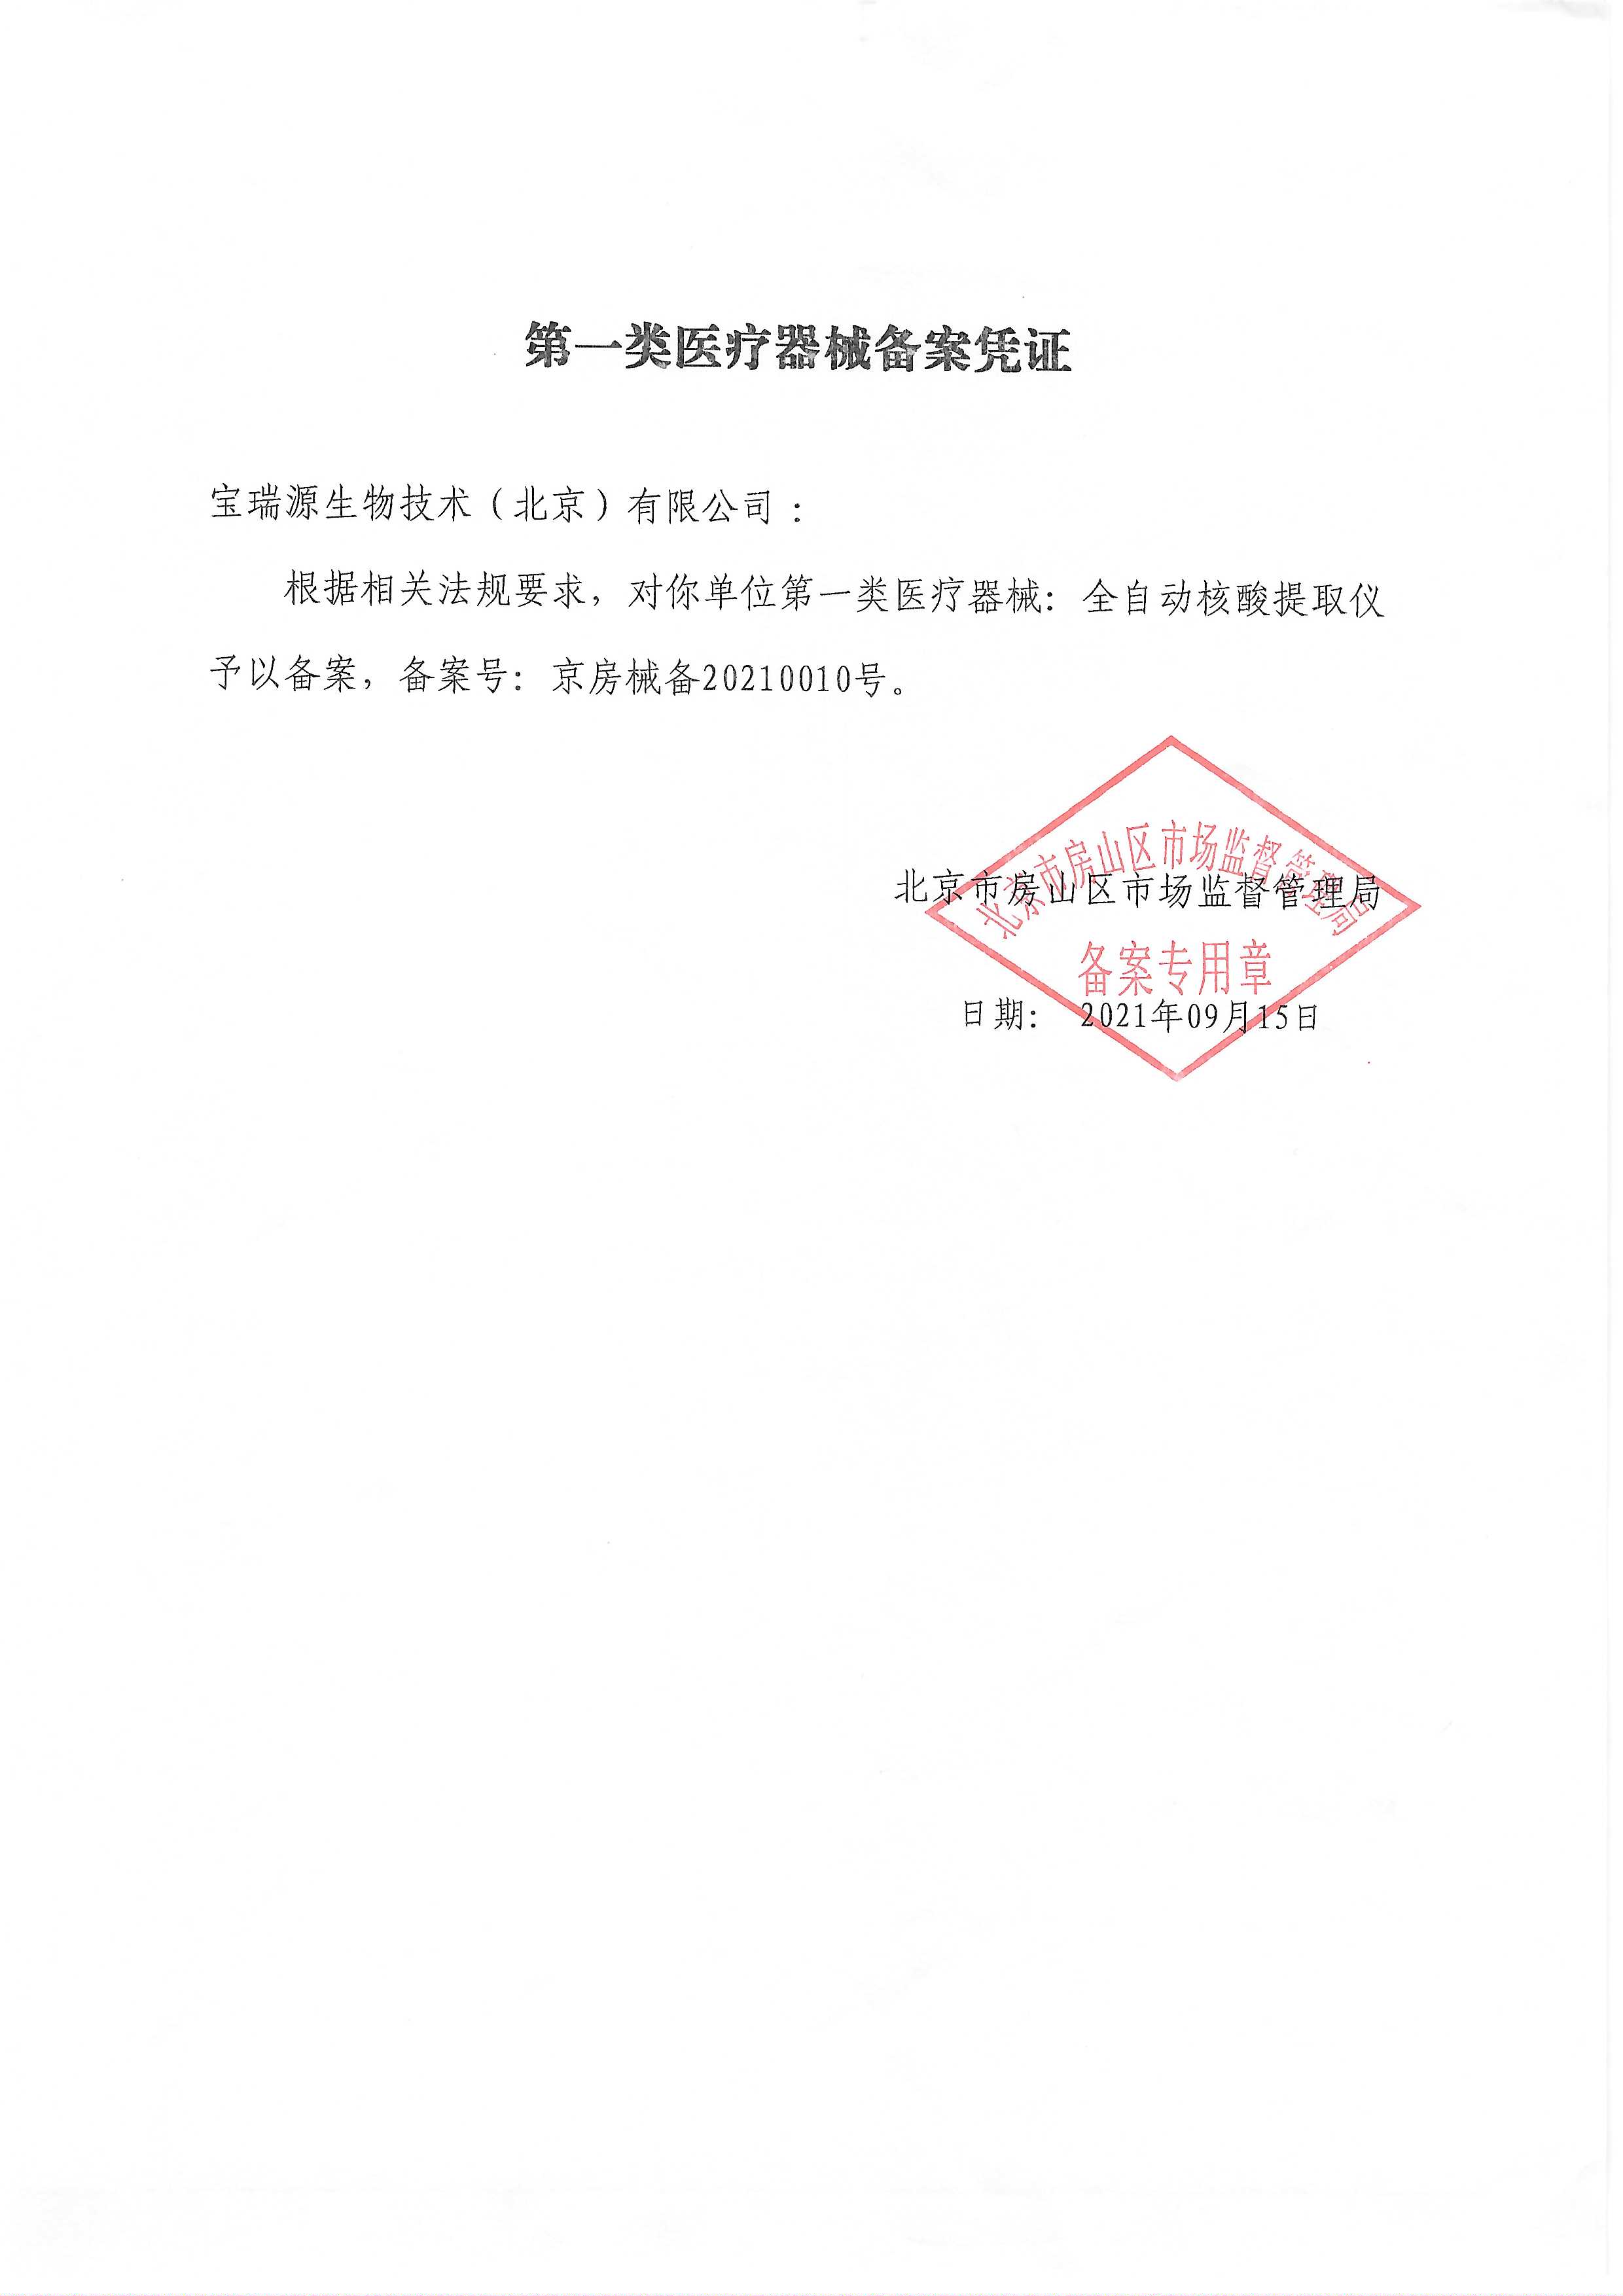 第一类医疗器械备案凭证
宝瑞源生物技术（北京）有限公司：
根据相关法规要求，对你单位第一类医疗器械：全自动核酸提取仪
予以备案，备案号：京房械备20210010号。
北京市房山区市场监督管理局
北京市房山区市场监督管理局
备案专用章
日期： 2021年09月15日